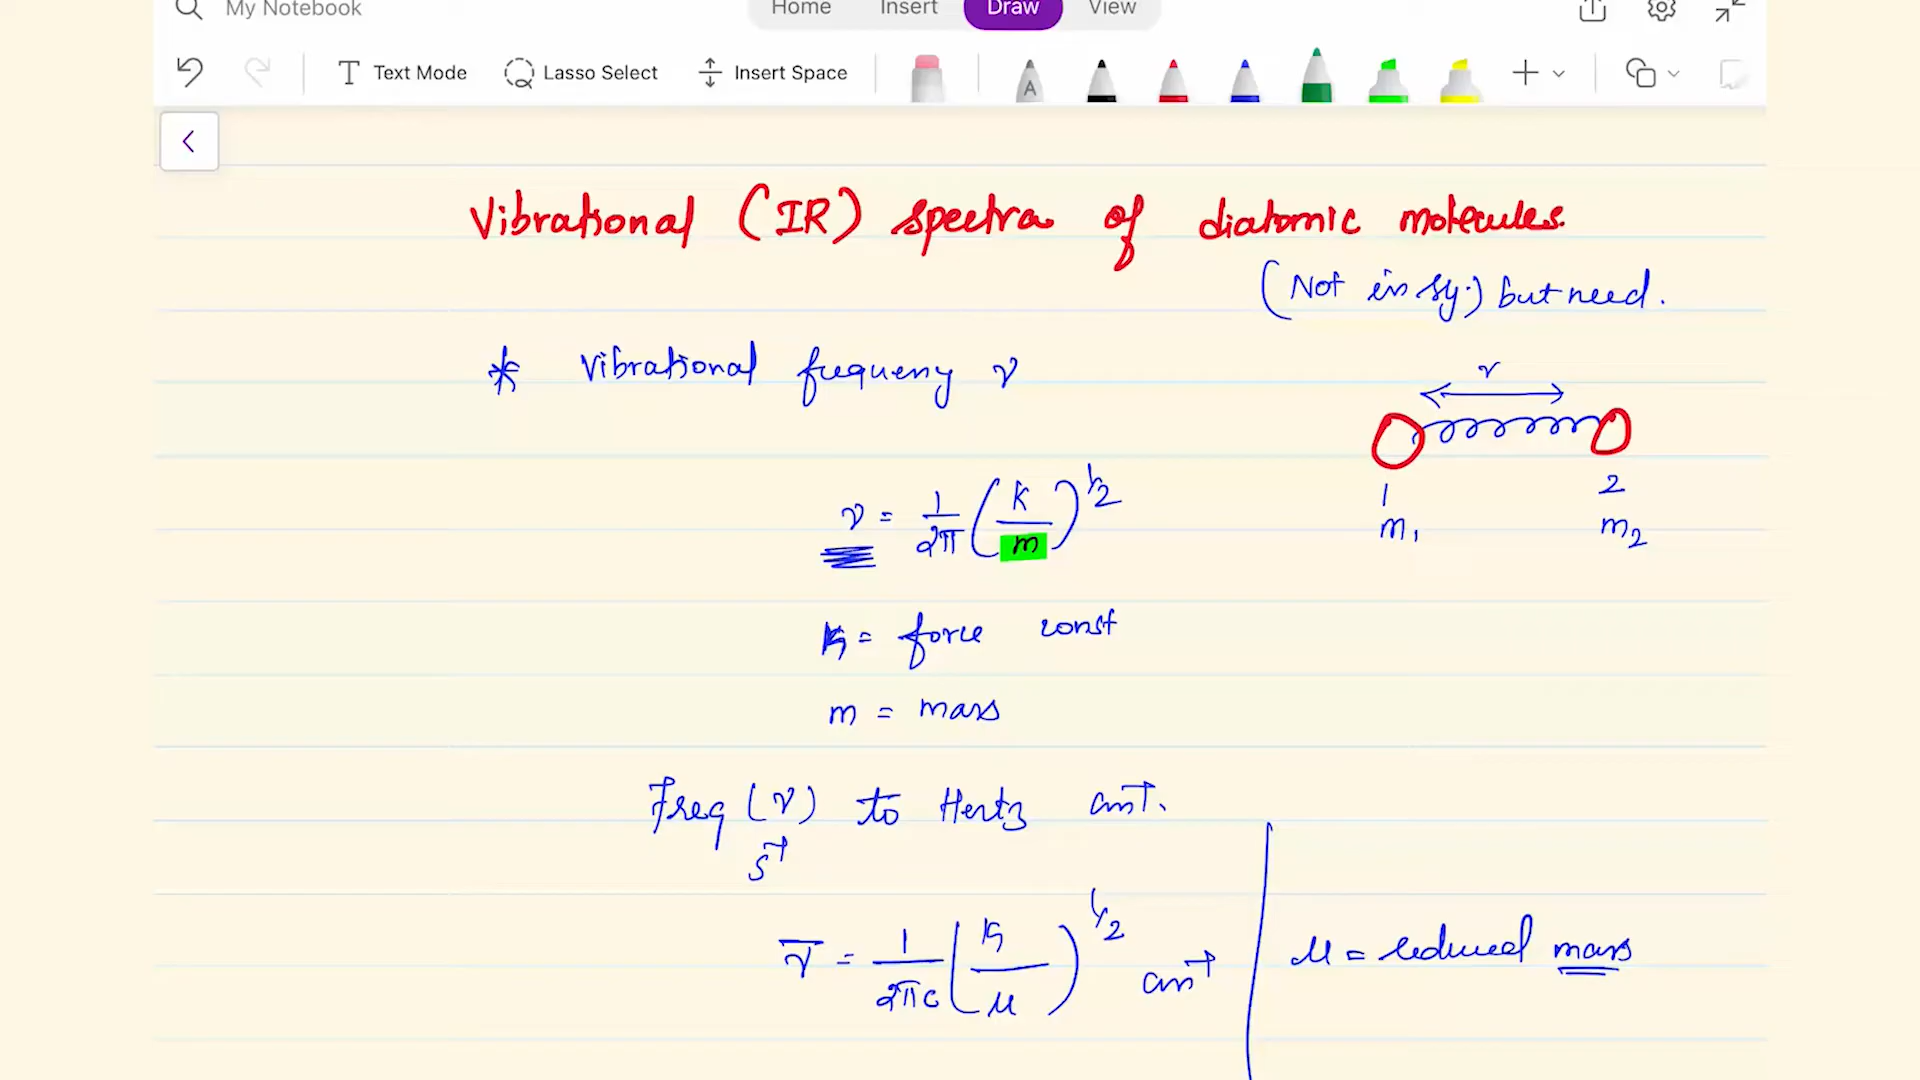 My Notebook
Home Insert Draw View
Text Mode Lasso Select Insert Space
A
Vibrational (IR) spectra of diatomic molecules.
(Not in sy.) but need.
* Vibrational frequeny ν
r
ν = 1/2π (k/m)^1/2
1 2
m₁ m₂
k = force const
m = mass
Freq (ν) to Hertz cm⁻¹.
s⁻¹
ν̅ = 1/2πc (k/μ)^1/2 cm⁻¹
μ = reduced mass